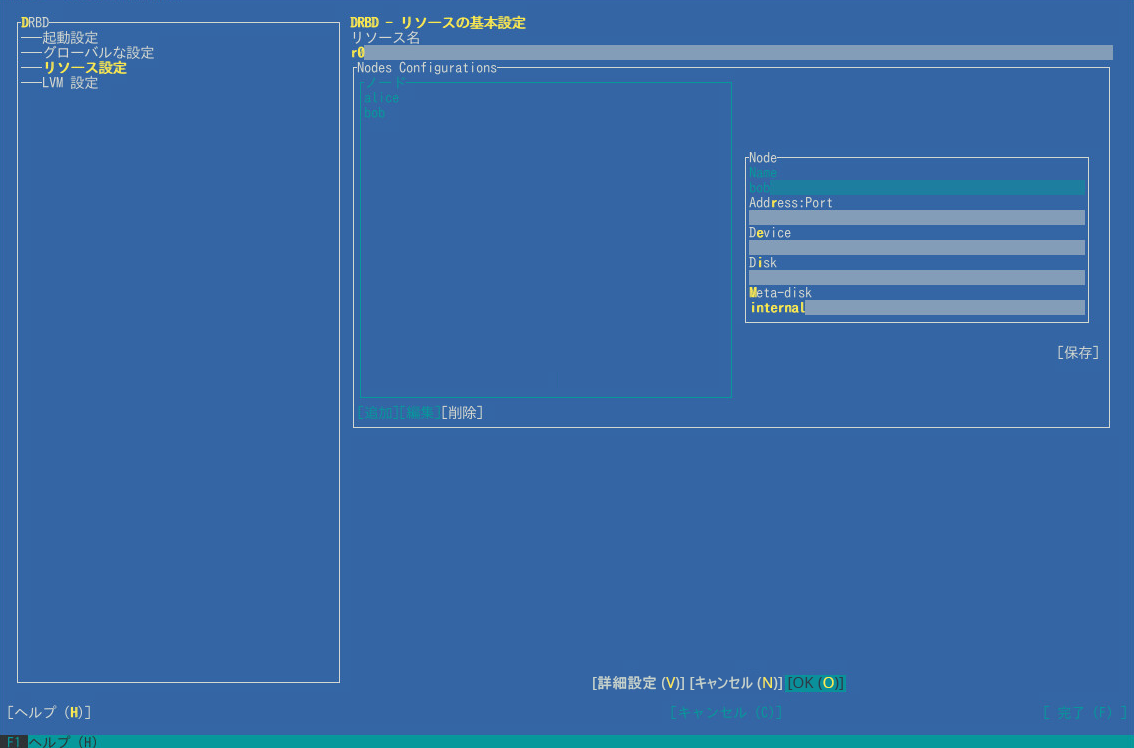 DRBD
起動設定
グローバルな設定
リソース設定
LVM 設定
DRBD - リソースの基本設定
リソース名
r0
Nodes Configurations
ノード
alice
bob
[追加][編集][削除]
Node
Name
bob
Address:Port
Device
Disk
Meta-disk
internal
[保存]
[詳細設定 (V)] [キャンセル (N)] [OK (O)]
[ヘルプ (H)] [キャンセル (C)] [ 完了 (F) ]
F1 ヘルプ (H)